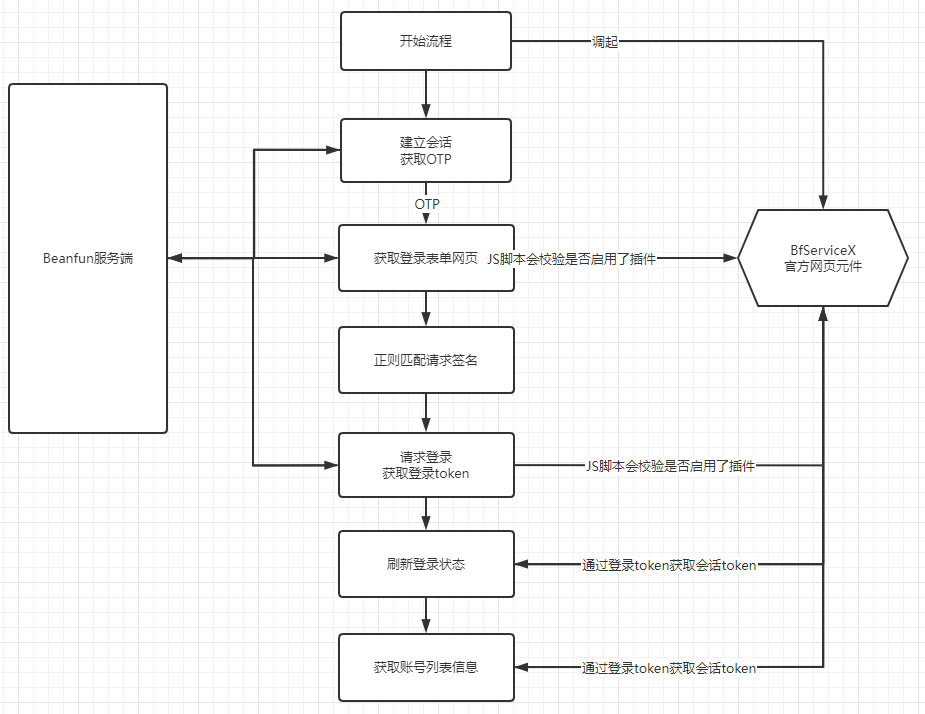 开始流程
调起
建立会话
获取OTP
OTP
Beanfun服务端
获取登录表单网页
JS脚本会校验是否启用了插件
BfServiceX
官方网页元件
正则匹配请求签名
请求登录
获取登录token
JS脚本会校验是否启用了插件
刷新登录状态
通过登录token获取会话token
获取账号列表信息
通过登录token获取会话token